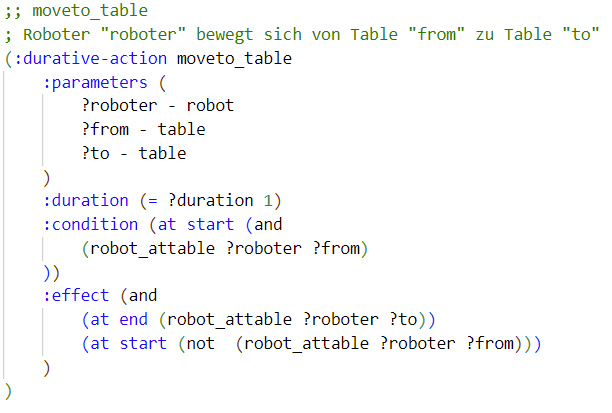 ;; moveto_table
; Roboter "roboter" bewegt sich von Table "from" zu Table "to"
(:durative-action moveto_table
    :parameters (
        ?roboter - robot
        ?from - table
        ?to - table
    )
    :duration (= ?duration 1)
    :condition (at start (and
        (robot_attable ?roboter ?from)
    ))
    :effect (and
        (at end (robot_attable ?roboter ?to))
        (at start (not  (robot_attable ?roboter ?from)))
    )
)